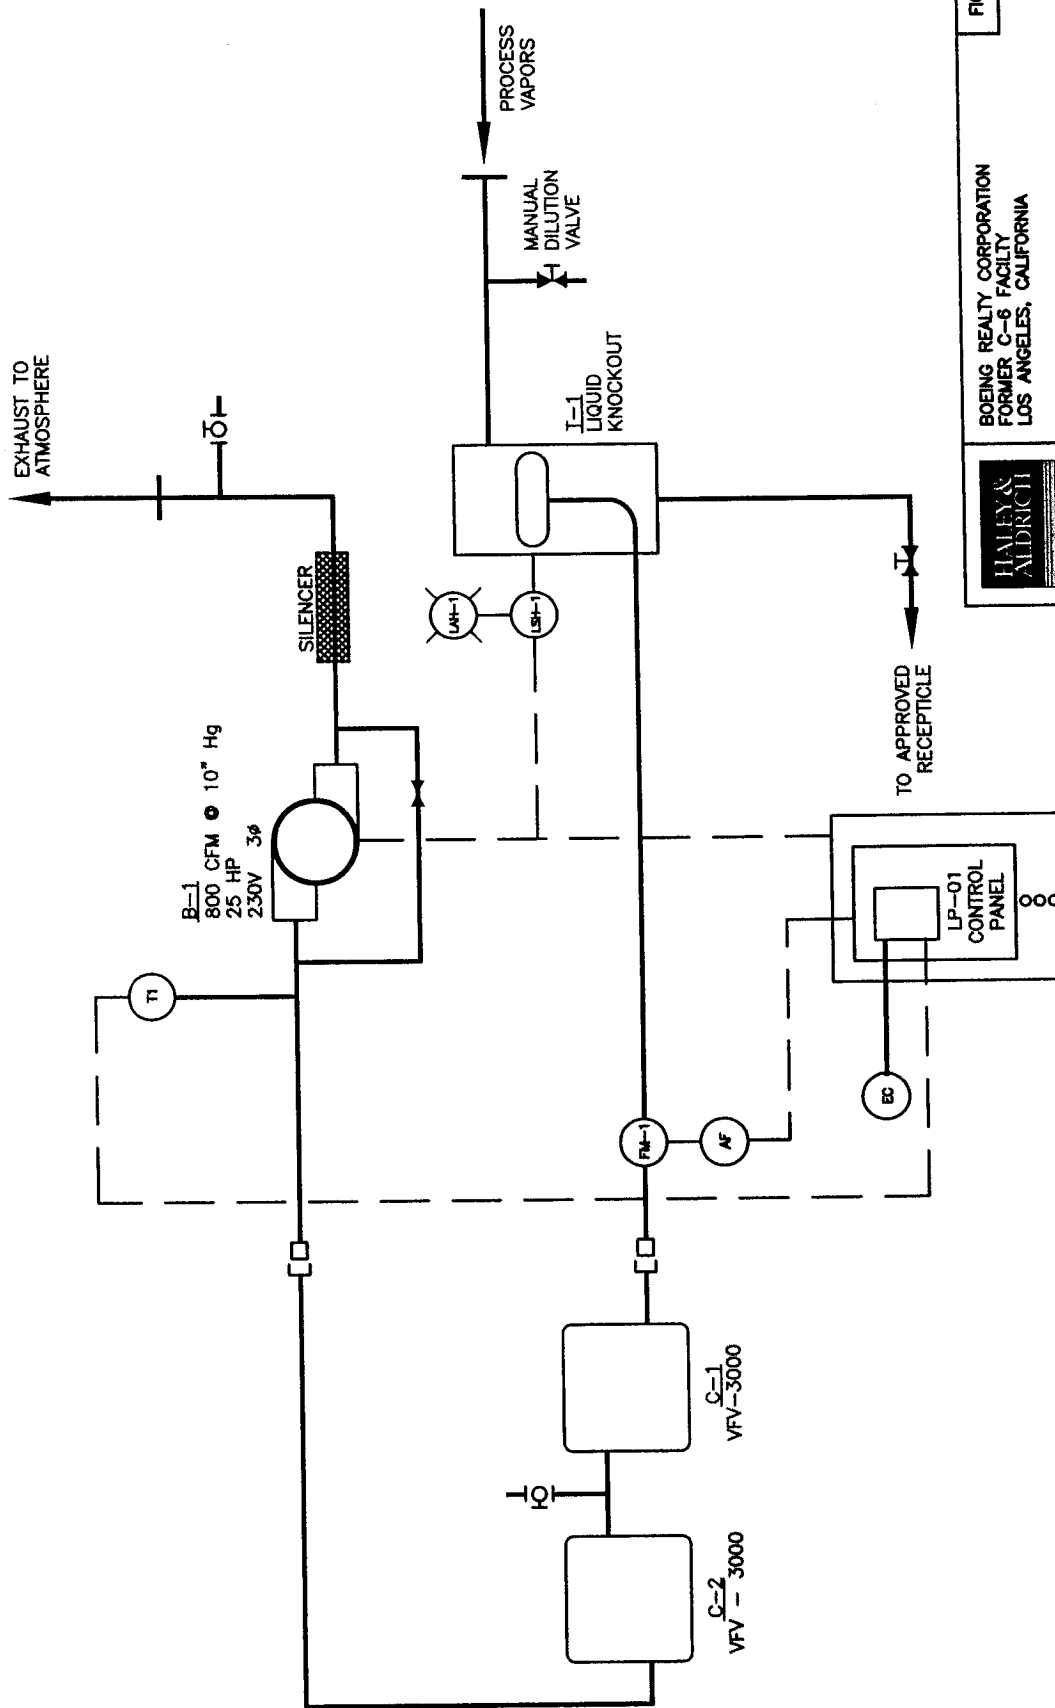 EXHAUST TO
ATMOSPHERE
PROCESS
VAPORS
MANUAL
DILUTION
VALVE
SILENCER
T-1
LIQUID
KNOCKOUT
LAH-1
LSH-1
B-1
800 CFM @ 10" Hg
25 HP
230V 3ø
T1
TO APPROVED
RECEPTICLE
LP-01
CONTROL
PANEL
EC
FM-1
AF
C-1
VFV-3000
C-2
VFV - 3000
HALEY &
ALDRICH
BOEING REALTY CORPORATION
FORMER C-6 FACILTY
LOS ANGELES, CALIFORNIA